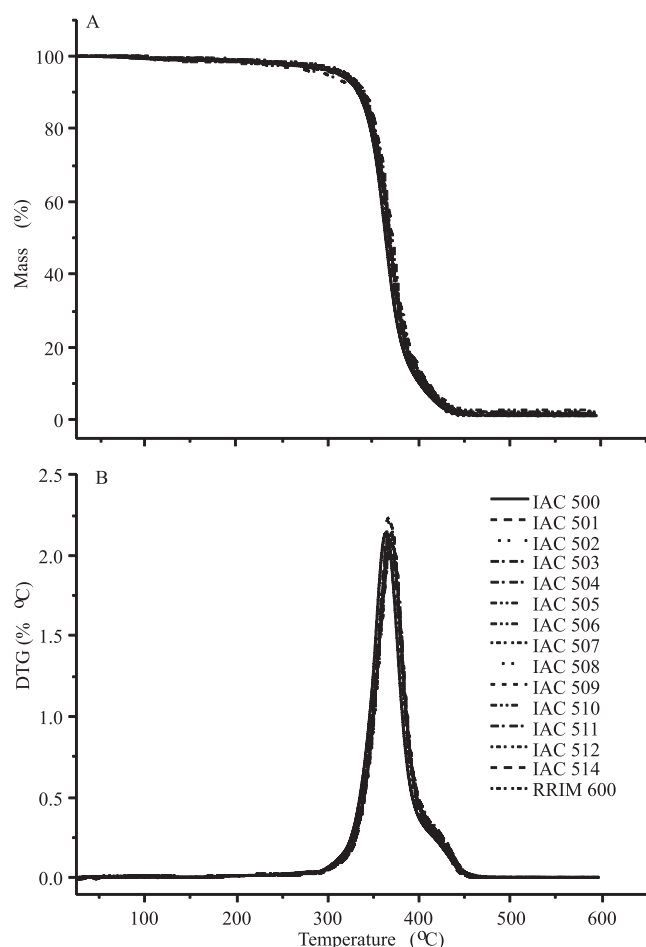 A
100
80
60
40
20
0
Mass (%)
B
2.5
2.0
1.5
1.0
0.5
0.0
DTG (% ºC)
IAC 500
IAC 501
IAC 502
IAC 503
IAC 504
IAC 505
IAC 506
IAC 507
IAC 508
IAC 509
IAC 510
IAC 511
IAC 512
IAC 514
RRIM 600
100 200 300 400 500 600
Temperature (ºC)